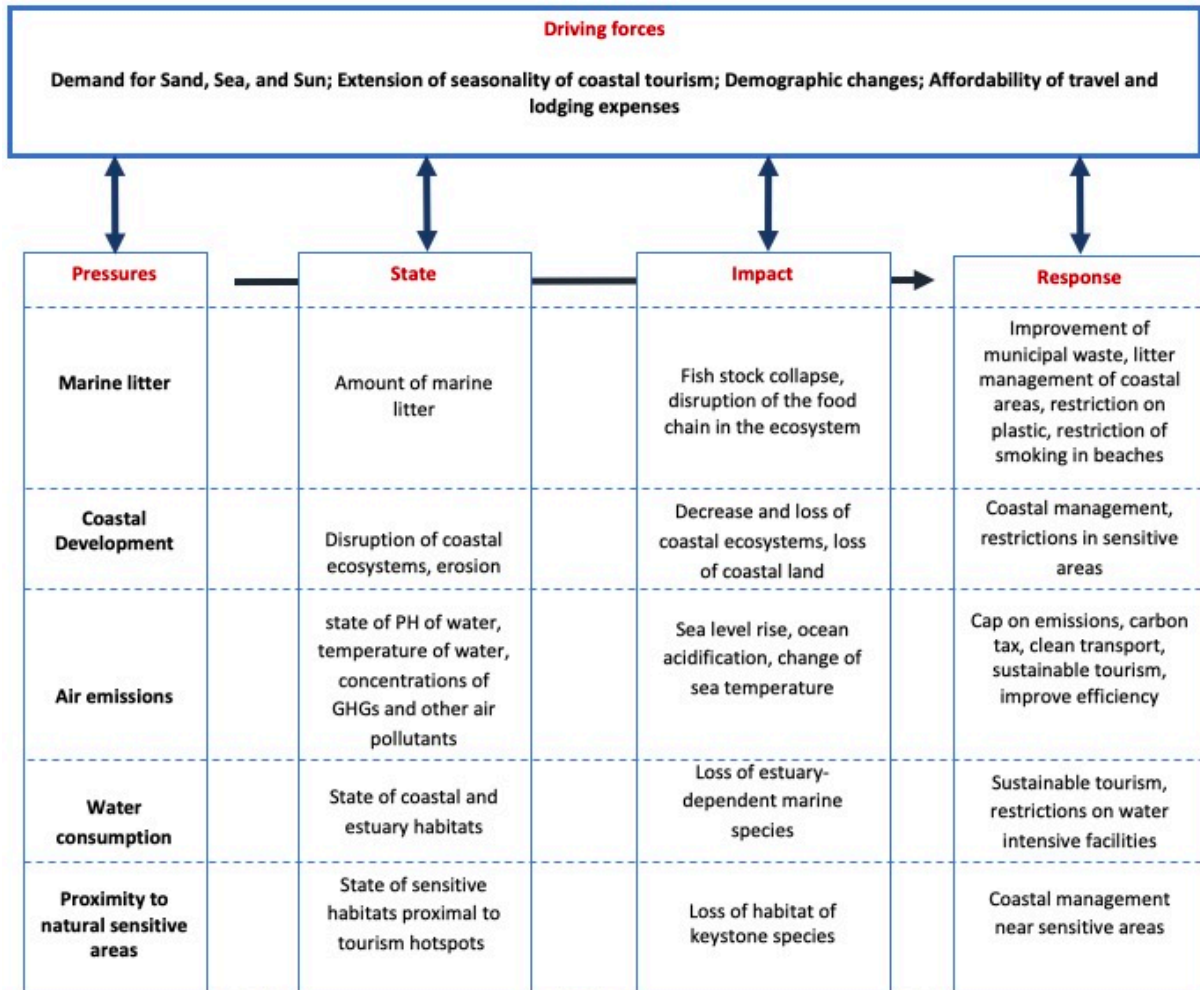 Driving forces
Demand for Sand, Sea, and Sun; Extension of seasonality of coastal tourism; Demographic changes; Affordability of travel and
lodging expenses
Pressures
State
Impact
Response
Marine litter
Amount of marine
litter
Fish stock collapse,
disruption of the food
chain in the ecosystem
Improvement of
municipal waste, litter
management of coastal
areas, restriction on
plastic, restriction of
smoking in beaches
Coastal
Development
Disruption of coastal
ecosystems, erosion
Decrease and loss of
coastal ecosystems, loss
of coastal land
Coastal management,
restrictions in sensitive
areas
Air emissions
state of PH of water,
temperature of water,
concentrations of
GHGs and other air
pollutants
Sea level rise, ocean
acidification, change of
sea temperature
Cap on emissions, carbon
tax, clean transport,
sustainable tourism,
improve efficiency
Water
consumption
State of coastal and
estuary habitats
Loss of estuary-
dependent marine
species
Sustainable tourism,
restrictions on water
intensive facilities
Proximity to
natural sensitive
areas
State of sensitive
habitats proximal to
tourism hotspots
Loss of habitat of
keystone species
Coastal management
near sensitive areas